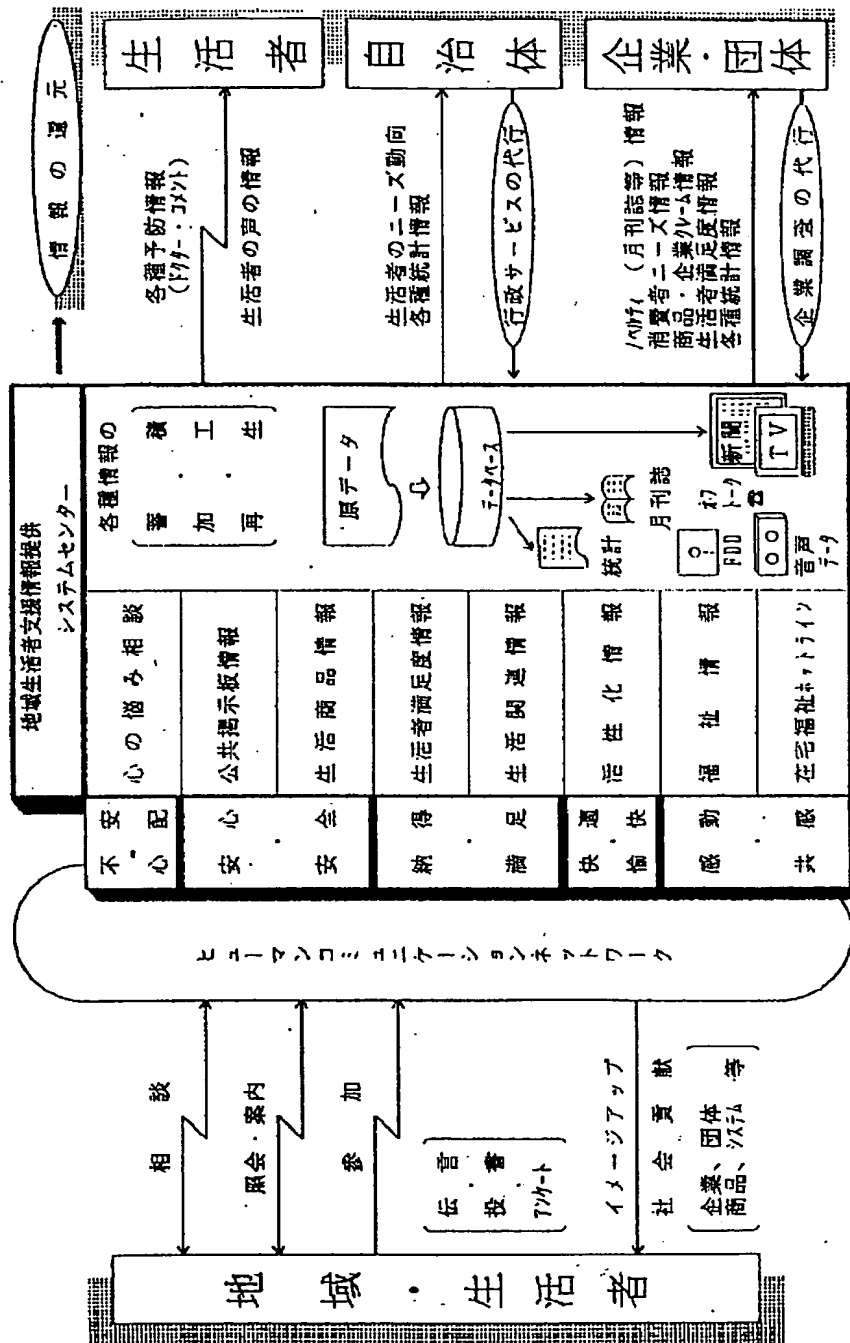 地域・生活者
相談
照会・案内
参加
伝言
投書
アンケート
イメージアップ
社会貢献
企業、団体
商品、システム 等
ヒューマンコミュニケーションネットワーク
地域生活者支援情報提供
システムセンター
不安
・
心配
安心
・
安全
納得
・
満足
快適
・
愉快
感動
・
共感
心の悩み相談
公共掲示板情報
生活商品情報
生活者満足度情報
生活関連情報
活性化情報
福祉情報
在宅福祉ホットライン
各種情報の
蓄積
・
加工
・
再生
原データ
データベース
統計
月刊誌
新聞
TV
FDD
オフトーク
音声
データ
情報の還元
各種予防情報
(ドクター・コメント)
生活者の声の情報
生活者
生活者のニーズ動向
各種統計情報
行政サービスの代行
自治体
ノベルティ (月刊誌等) 情報
消費者ニーズ情報
商品・企業クレーム情報
生活者満足度情報
各種統計情報
企業調査の代行
企業・団体